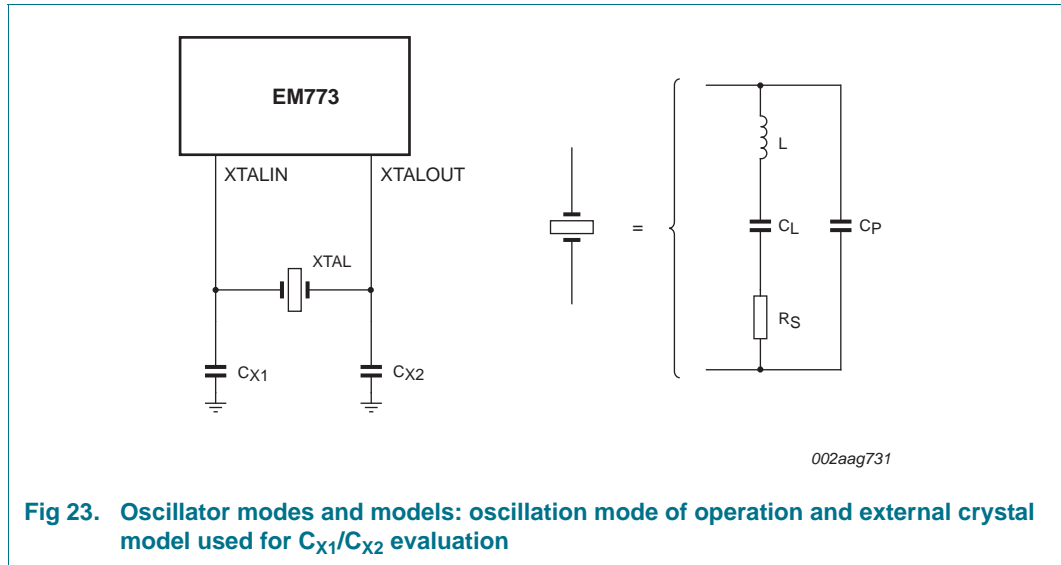 EM773
XTALIN
XTALOUT
XTAL
CX1
CX2
=
L
CL
CP
RS
002aag731
Fig 23. Oscillator modes and models: oscillation mode of operation and external crystal
model used for CX1/CX2 evaluation